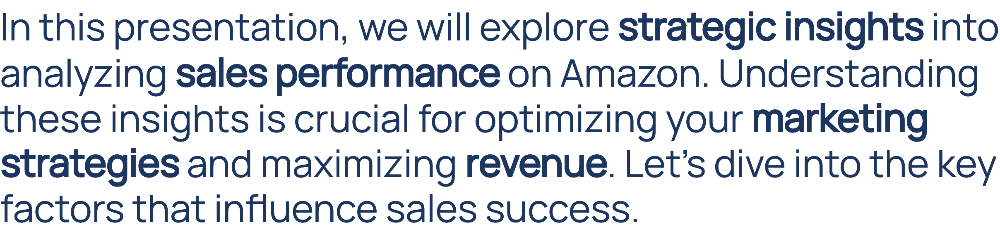 In this presentation, we will explore strategic insights into
analyzing sales performance on Amazon. Understanding
these insights is crucial for optimizing your marketing
strategies and maximizing revenue. Let’s dive into the key
factors that influence sales success.